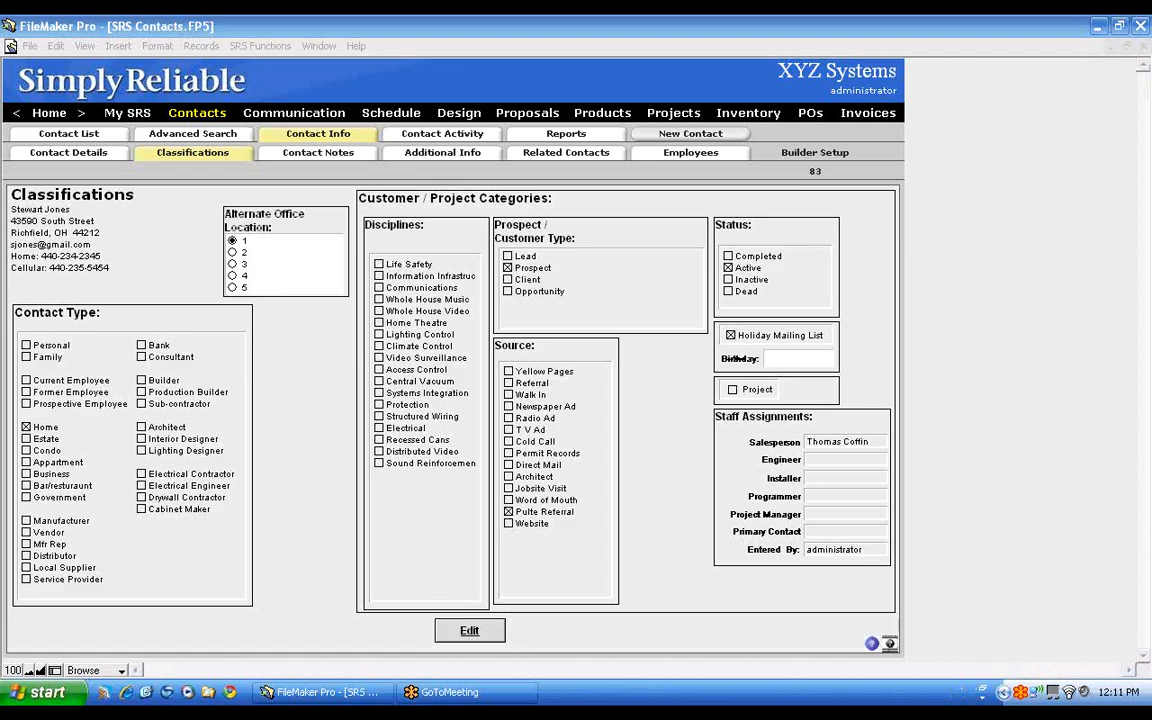 FileMaker Pro - [SRS Contacts.FP5]
File Edit View Insert Format Records SRS Functions Window Help
SimplyReliable
XYZ Systems
administrator
< Home > My SRS Contacts Communication Schedule Design Proposals Products Projects Inventory POs Invoices
Contact List Advanced Search Contact Info Contact Activity Reports New Contact
Contact Details Classifications Contact Notes Additional Info Related Contacts Employees Builder Setup
83
Classifications
Stewart Jones
43590 South Street
Richfield, OH 44212
sjones@gmail.com
Home: 440-234-2345
Cellular: 440-235-5454
Alternate Office
Location:
1
2
3
4
5
Contact Type:
Personal
Family
Current Employee
Former Employee
Prospective Employee
Home
Estate
Condo
Appartment
Business
Bar/resturaunt
Government
Manufacturer
Vendor
Mfr Rep
Distributor
Local Supplier
Service Provider
Bank
Consultant
Builder
Production Builder
Sub-contractor
Architect
Interior Designer
Lighting Designer
Electrical Contractor
Electrical Engineer
Drywall Contractor
Cabinet Maker
Customer / Project Categories:
Disciplines:
Life Safety
Information Infrastruc
Communications
Whole House Music
Whole House Video
Home Theatre
Lighting Control
Climate Control
Video Surveillance
Access Control
Central Vacuum
Systems Integration
Protection
Structured Wiring
Electrical
Recessed Cans
Distributed Video
Sound Reinforcemen
Prospect /
Customer Type:
Lead
Prospect
Client
Opportunity
Source:
Yellow Pages
Referral
Walk In
Newspaper Ad
Radio Ad
T V Ad
Cold Call
Permit Records
Direct Mail
Architect
Jobsite Visit
Word of Mouth
Pulte Referral
Website
Status:
Completed
Active
Inactive
Dead
Holiday Mailing List
Birthday:
Project
Staff Assignments:
Salesperson Thomas Coffin
Engineer
Installer
Programmer
Project Manager
Primary Contact
Entered By: administrator
Edit
100 Browse
start FileMaker Pro - [SRS ... GoToMeeting 12:11 PM